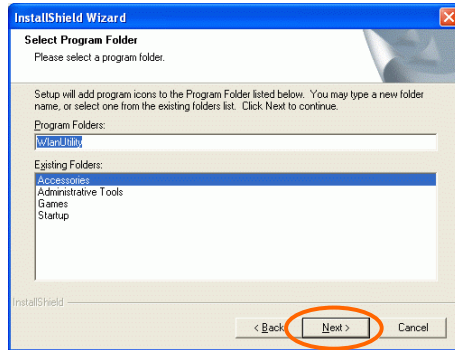 InstallShield Wizard
Select Program Folder
Please select a program folder.
Setup will add program icons to the Program Folder listed below. You may type a new folder
name, or select one from the existing folders list. Click Next to continue.
Program Folders:
WlanUtility
Existing Folders:
Accessories
Administrative Tools
Games
Startup
InstallShield
< Back
Next >
Cancel